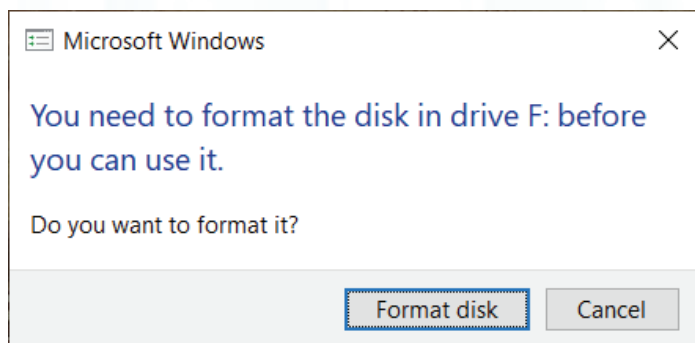 Microsoft Windows
You need to format the disk in drive F: before
you can use it.
Do you want to format it?
Format disk
Cancel